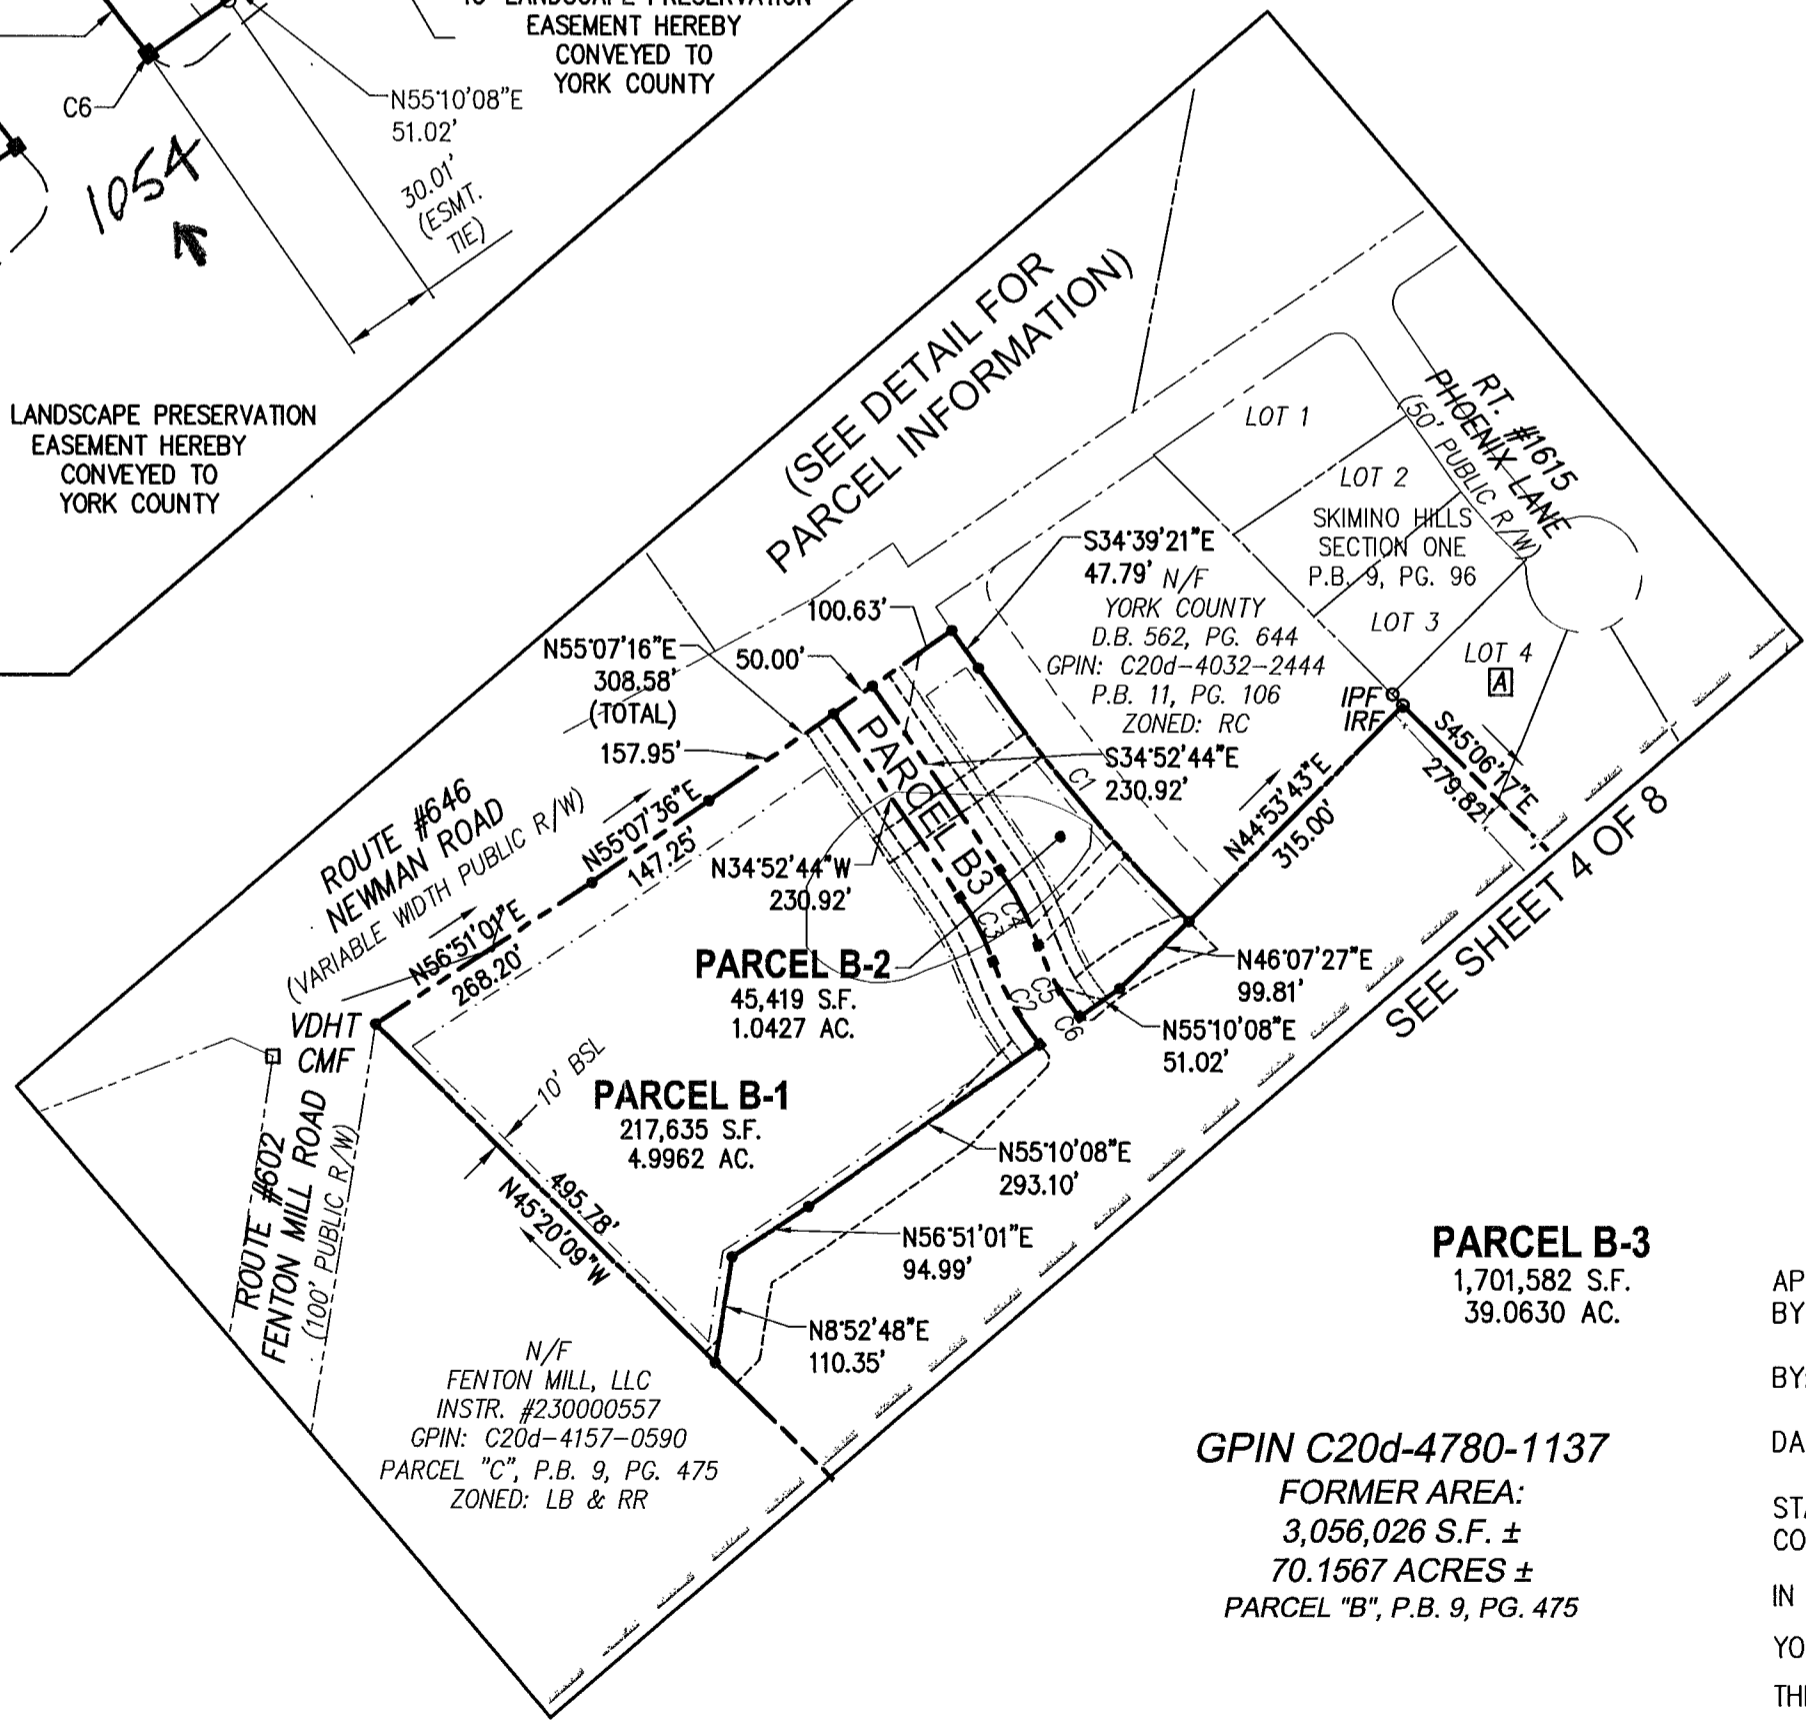 10' LANDSCAPE PRESERVATION
EASEMENT HEREBY
CONVEYED TO
YORK COUNTY
C6
N55°10'08"E
51.02'
1054
30.01'
(ESMT.
TIE)
LANDSCAPE PRESERVATION
EASEMENT HEREBY
CONVEYED TO
YORK COUNTY
(SEE DETAIL FOR
PARCEL INFORMATION)
RT. #1615
PHOENIX LANE
(50' PUBLIC R/W)
LOT 1
LOT 2
SKIMINO HILLS
SECTION ONE
P.B. 9, PG. 96
LOT 3
LOT 4
A
S34°39'21"E
47.79'
N/F
YORK COUNTY
D.B. 562, PG. 644
GPIN: C20d-4032-2444
P.B. 11, PG. 106
ZONED: RC
100.63'
N55°07'16"E
308.58'
(TOTAL)
50.00'
157.95'
IPF
IRF
S45°06'17"E
279.82'
S34°52'44"E
230.92'
C1
PARCEL B3
N44°53'43"E
315.00'
ROUTE #646
NEWMAN ROAD
(VARIABLE WIDTH PUBLIC R/W)
N55°07'36"E
147.25'
N34°52'44"W
230.92'
N56°51'01"E
268.20'
C3
C4
PARCEL B-2
45,419 S.F.
1.0427 AC.
C2
C5
C6
N46°07'27"E
99.81'
N55°10'08"E
51.02'
SEE SHEET 4 OF 8
VDHT
CMF
10' BSL
PARCEL B-1
217,635 S.F.
4.9962 AC.
ROUTE #602
FENTON MILL ROAD
(100' PUBLIC R/W)
495.78'
N45°20'09"W
N55°10'08"E
293.10'
N56°51'01"E
94.99'
N8°52'48"E
110.35'
PARCEL B-3
1,701,582 S.F.
39.0630 AC.
N/F
FENTON MILL, LLC
INSTR. #230000557
GPIN: C20d-4157-0590
PARCEL "C", P.B. 9, PG. 475
ZONED: LB & RR
GPIN C20d-4780-1137
FORMER AREA:
3,056,026 S.F. ±
70.1567 ACRES ±
PARCEL "B", P.B. 9, PG. 475
AP
BY
BY:
DA
STA
CO
IN
YO
THI